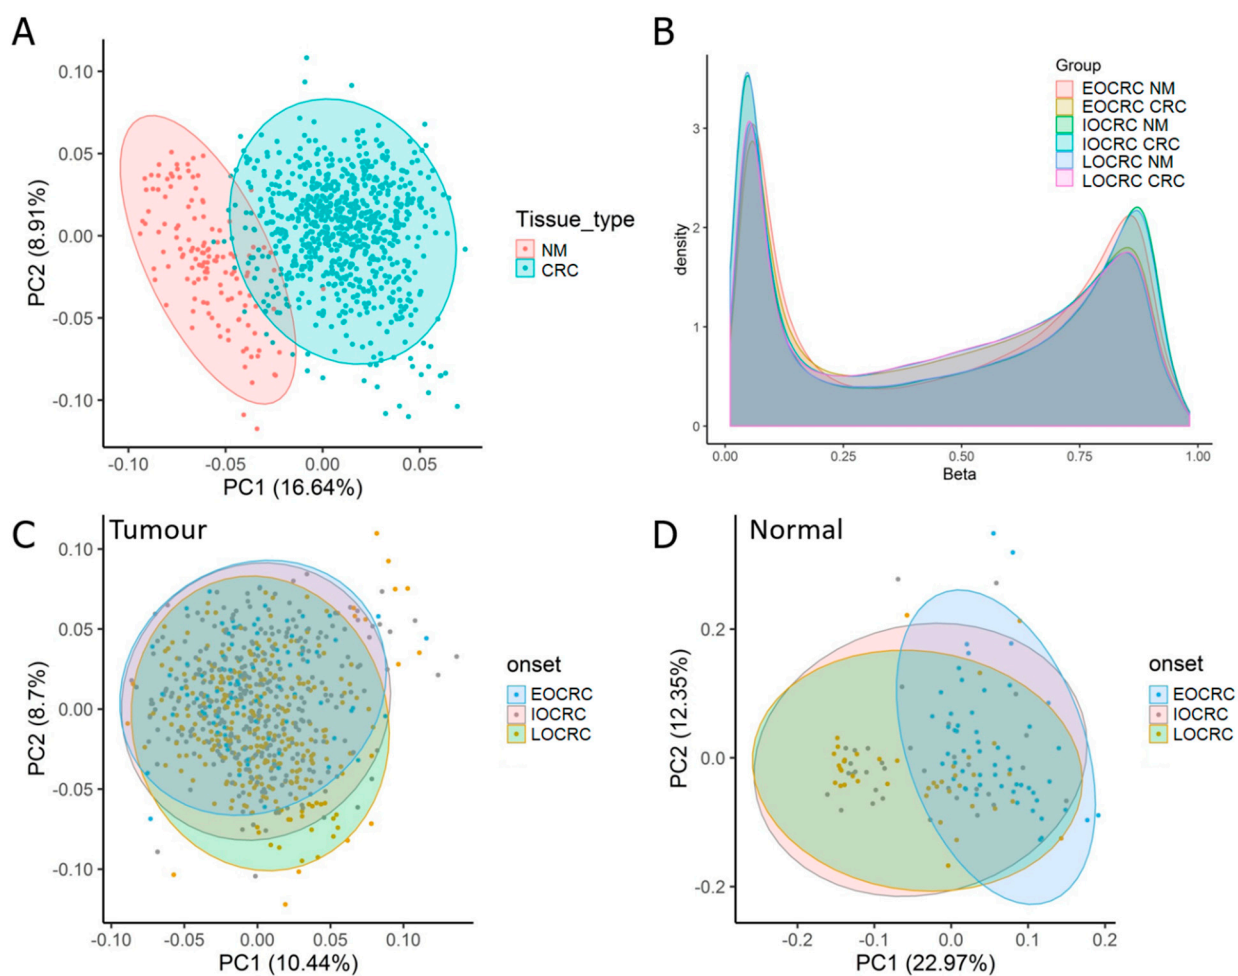 A
0.10
0.05
0.00
-0.05
-0.10
PC2 (8.91%)
-0.10 -0.05 0.00 0.05
PC1 (16.64%)
Tissue_type
NM
CRC
B
3
2
1
0
density
0.00 0.25 0.50 0.75 1.00
Beta
Group
EOCRC NM
EOCRC CRC
IOCRC NM
IOCRC CRC
LOCRC NM
LOCRC CRC
C
Tumour
0.10
0.05
0.00
-0.05
-0.10
PC2 (8.7%)
-0.10 -0.05 0.00 0.05 0.10
PC1 (10.44%)
onset
EOCRC
IOCRC
LOCRC
D
Normal
0.2
0.0
-0.2
PC2 (12.35%)
-0.2 -0.1 0.0 0.1 0.2
PC1 (22.97%)
onset
EOCRC
IOCRC
LOCRC